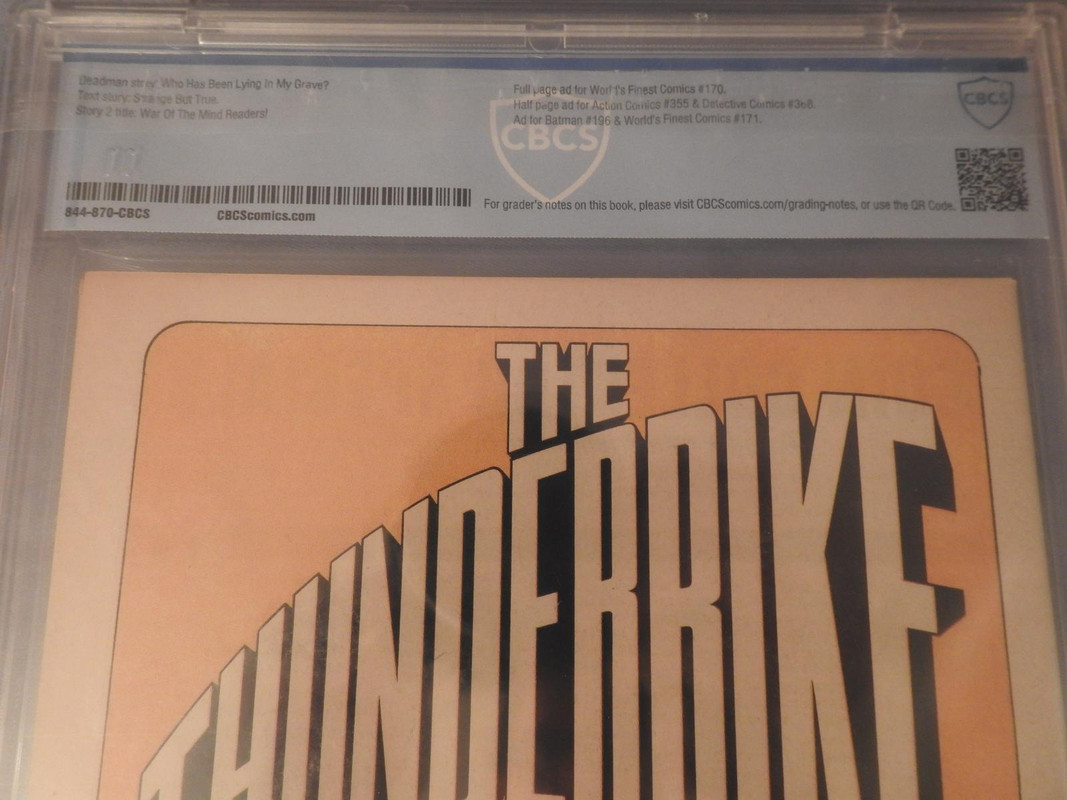 Deadman story: Who Has Been Lying In My Grave?
Text story: Strange But True.
Story 2 title: War Of The Mind Readers!
Full page ad for World's Finest Comics #170.
Half page ad for Action Comics #355 & Detective Comics #368.
Ad for Batman #196 & World's Finest Comics #171.
CBCS
CBCS
844-870-CBCS
CBCScomics.com
For grader's notes on this book, please visit CBCScomics.com/grading-notes, or use the QR Code.
THE
THUNDERBIKE